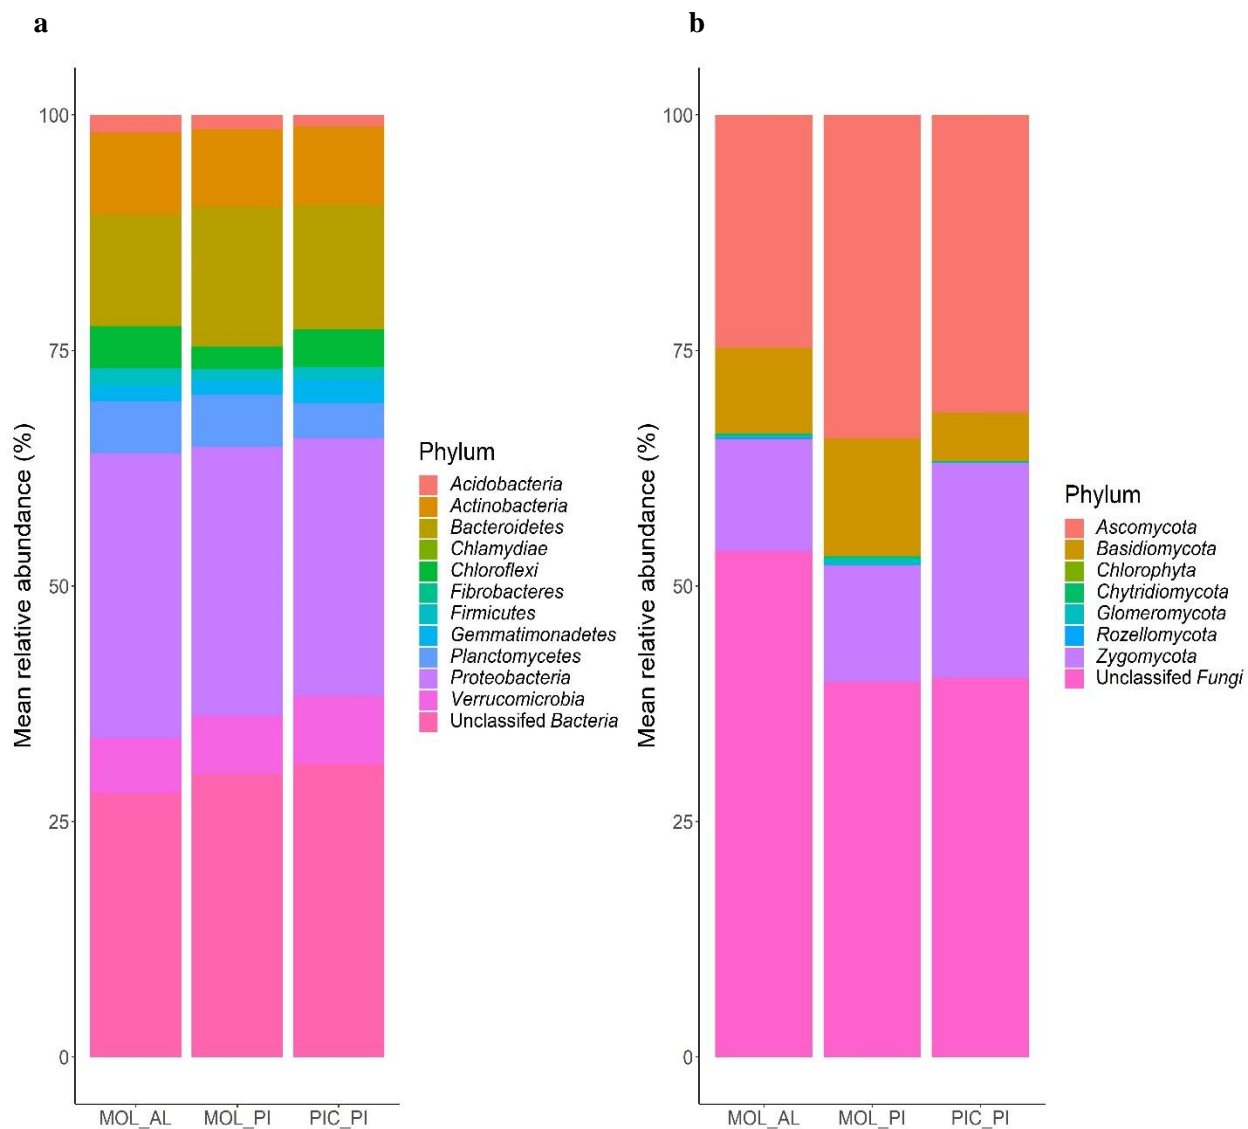 a
b
Mean relative abundance (%)
100
75
50
25
0
MOL_AL
MOL_PI
PIC_PI
Phylum
Acidobacteria
Actinobacteria
Bacteroidetes
Chlamydiae
Chloroflexi
Fibrobacteres
Firmicutes
Gemmatimonadetes
Planctomycetes
Proteobacteria
Verrucomicrobia
Unclassifed Bacteria
Mean relative abundance (%)
100
75
50
25
0
MOL_AL
MOL_PI
PIC_PI
Phylum
Ascomycota
Basidiomycota
Chlorophyta
Chytridiomycota
Glomeromycota
Rozellomycota
Zygomycota
Unclassifed Fungi